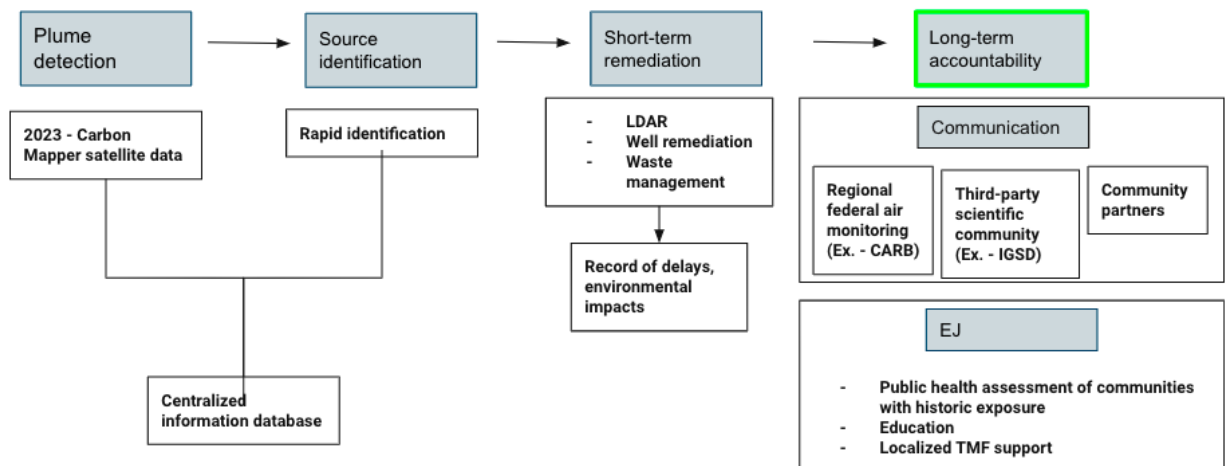 Plume
detection
Source
identification
Short-term
remediation
Long-term
accountability
2023 - Carbon
Mapper satellite data
Rapid identification
- LDAR
- Well remediation
- Waste
management
Communication
Regional
federal air
monitoring
(Ex. - CARB)
Third-party
scientific
community
(Ex. - IGSD)
Community
partners
Record of delays,
environmental
impacts
Centralized
information database
EJ
- Public health assessment of communities
with historic exposure
- Education
- Localized TMF support